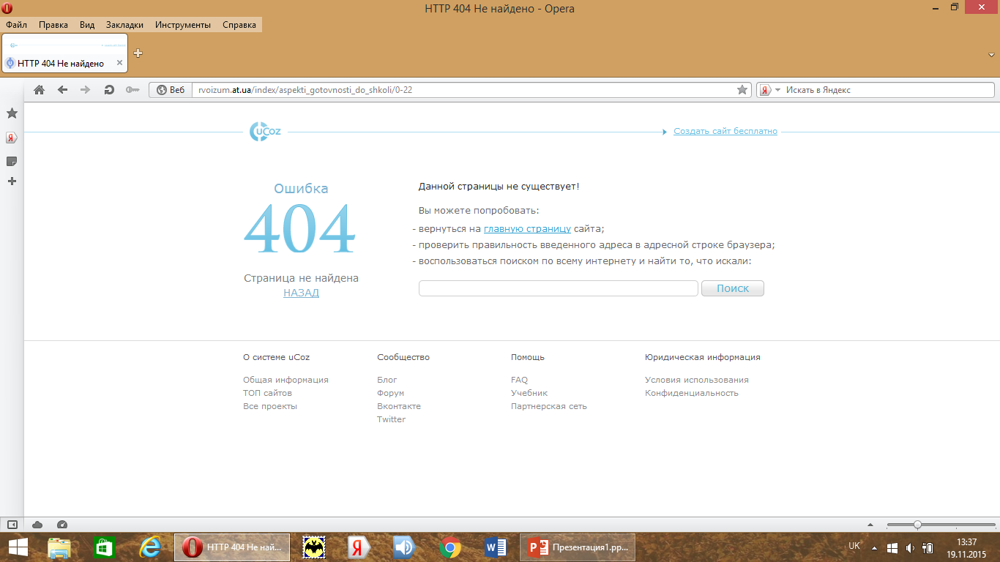 HTTP 404 Не найдено - Opera
Файл Правка Вид Закладки Инструменты Справка
HTTP 404 Не найдено
Веб rvoizum.at.ua/index/aspekti_gotovnosti_do_shkoli/0-22 Искать в Яндекс
uCoz Создать сайт бесплатно
Ошибка
404
Страница не найдена
НАЗАД
Данной страницы не существует!
Вы можете попробовать:
- вернуться на главную страницу сайта;
- проверить правильность введенного адреса в адресной строке браузера;
- воспользоваться поиском по всему интернету и найти то, что искали:
Поиск
О системе uCoz
Общая информация
ТОП сайтов
Все проекты
Сообщество
Блог
Форум
Вконтакте
Twitter
Помощь
FAQ
Учебник
Партнерская сеть
Юридическая информация
Условия использования
Конфиденциальность
HTTP 404 Не най...
Презентация1.pp...
UK
13:37
19.11.2015